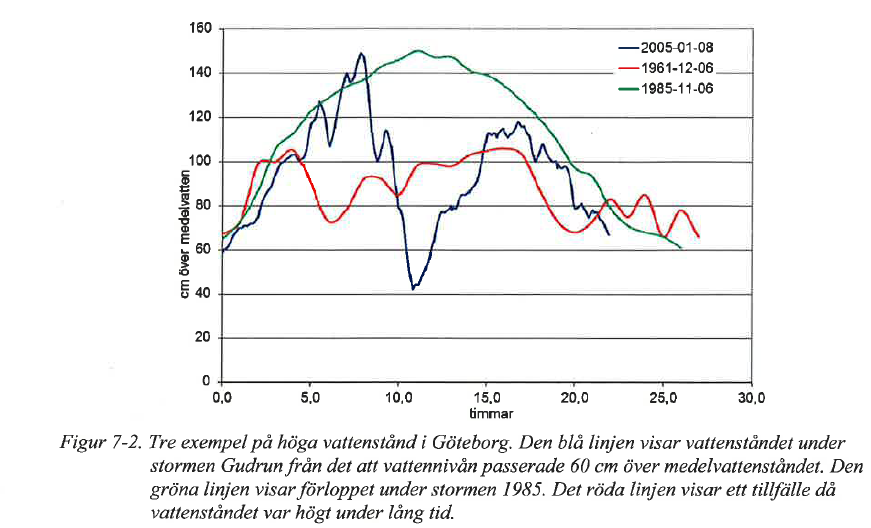 160
140
120
100
80
60
40
20
0
cm över medelvatten
2005-01-08
1961-12-06
1985-11-06
0,0 5,0 10,0 15,0 20,0 25,0 30,0
timmar
Figur 7-2. Tre exempel på höga vattenstånd i Göteborg. Den blå linjen visar vattenståndet under
stormen Gudrun från det att vattennivån passerade 60 cm över medelvattenståndet. Den
gröna linjen visar förloppet under stormen 1985. Det röda linjen visar ett tillfälle då
vattenståndet var högt under lång tid.